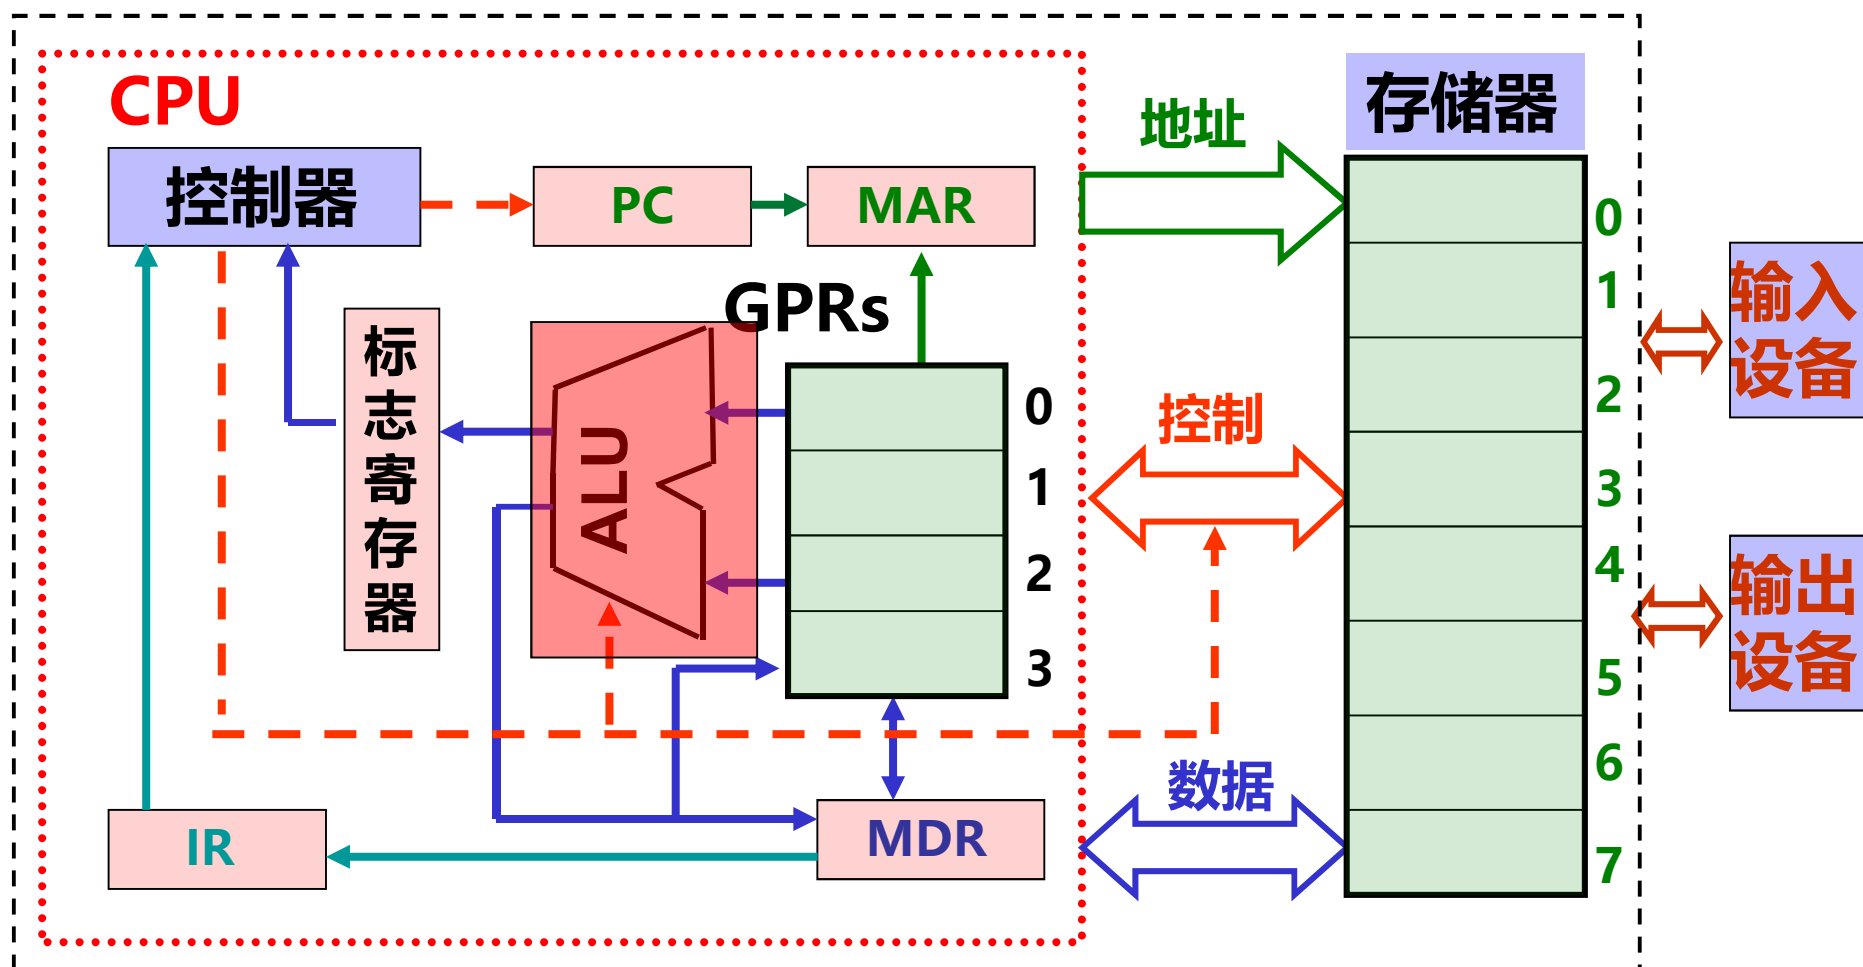 CPU
存储器
地址
控制器
PC
MAR
0
1
2
3
4
5
6
7
输入
设备
GPRs
标
志
寄
存
器
ALU
0
1
2
3
控制
输出
设备
数据
IR
MDR